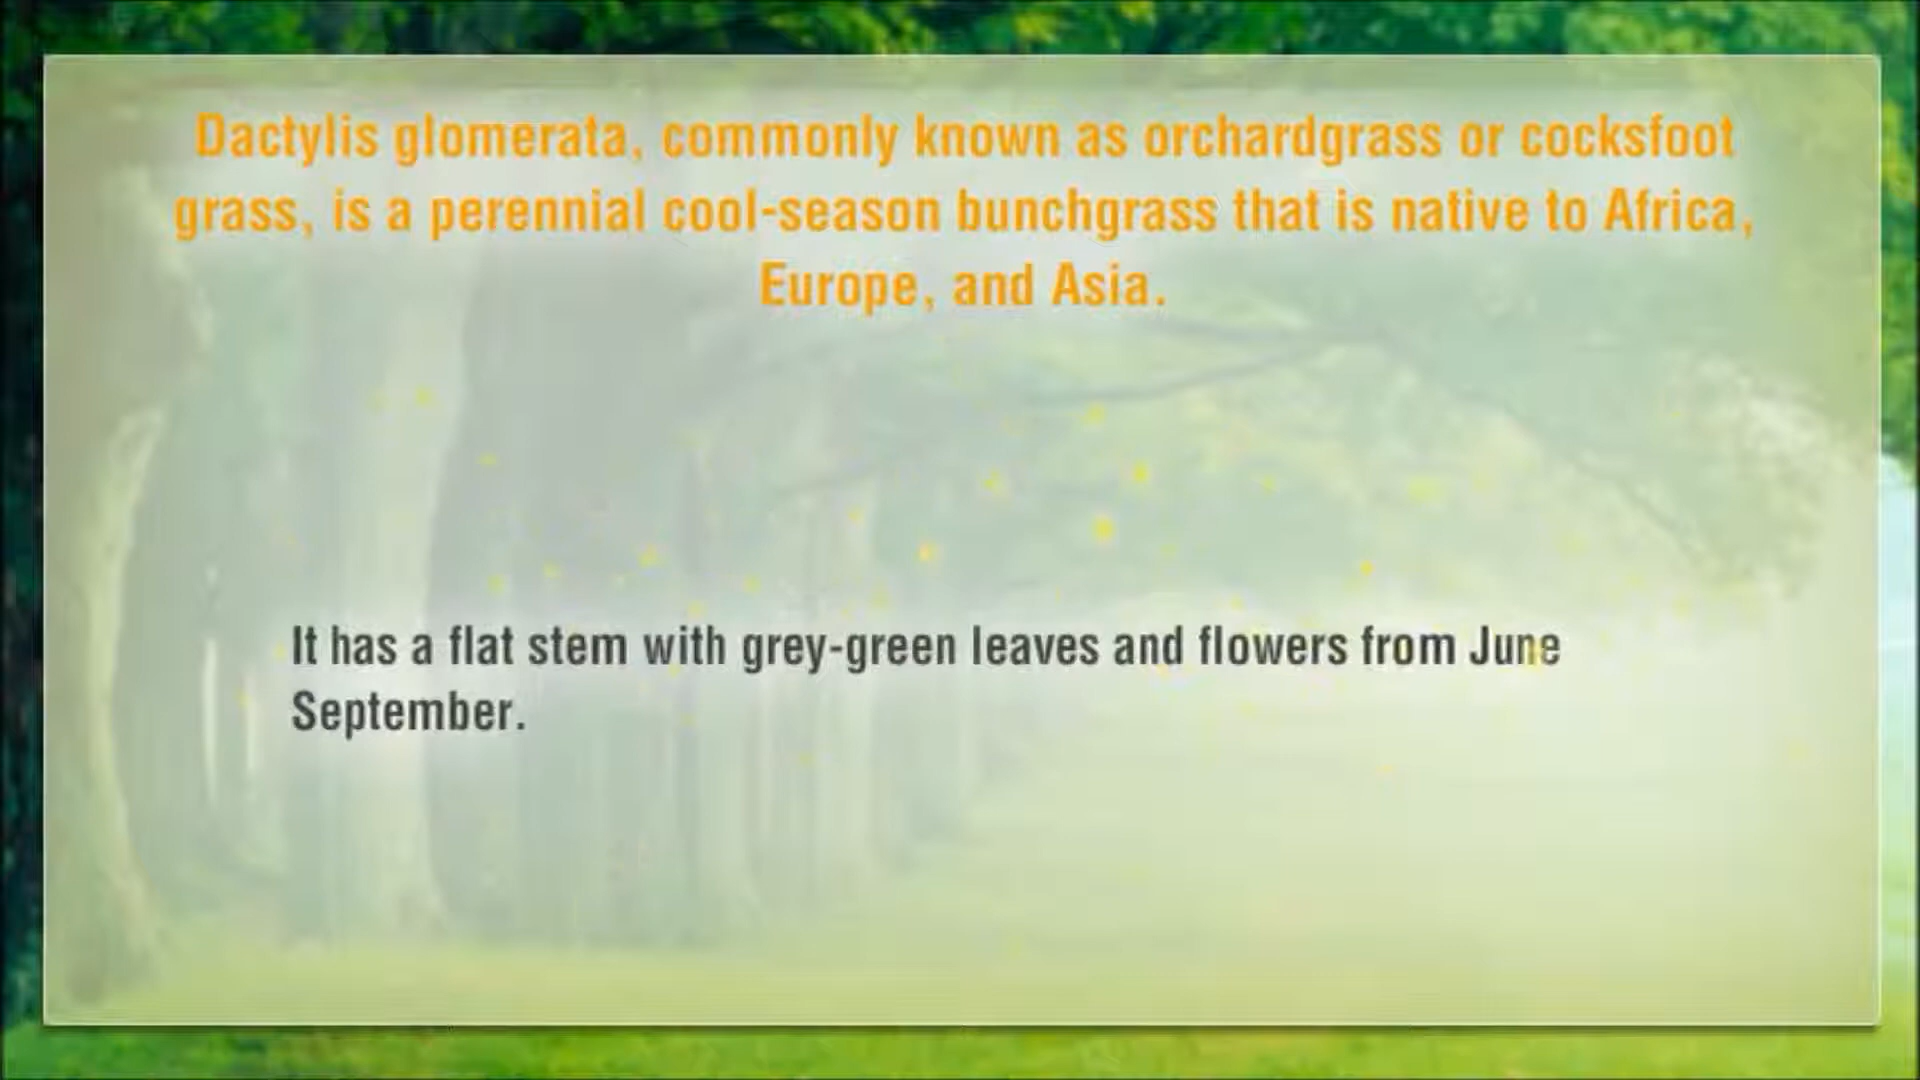 Dactylis glomerata, commonly known as orchardgrass or cocksfoot
grass, is a perennial cool-season bunchgrass that is native to Africa,
Europe, and Asia.
It has a flat stem with grey-green leaves and flowers from June
September.